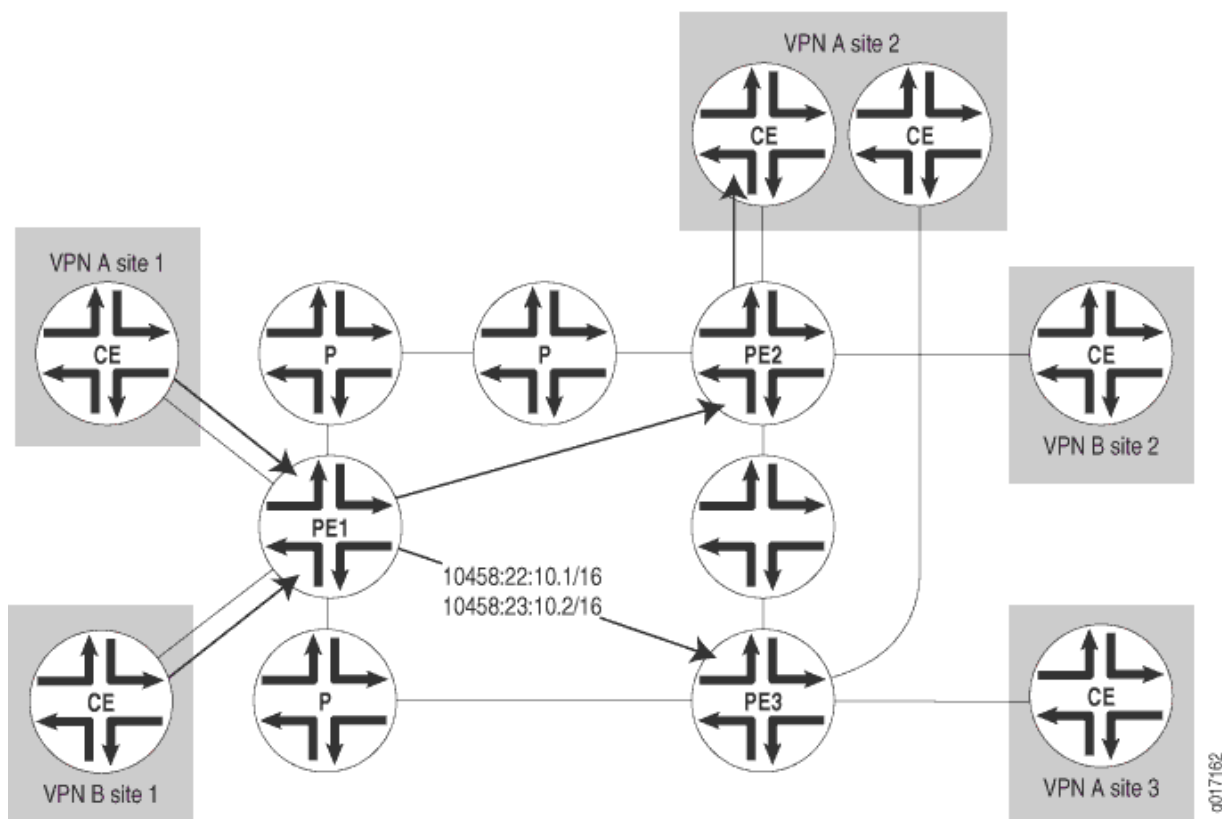 VPN A site 2
CE
CE
VPN A site 1
CE
P
P
PE2
CE
VPN B site 2
PE1
10458:22:10.1/16
10458:23:10.2/16
CE
VPN B site 1
P
PE3
CE
VPN A site 3
g017162